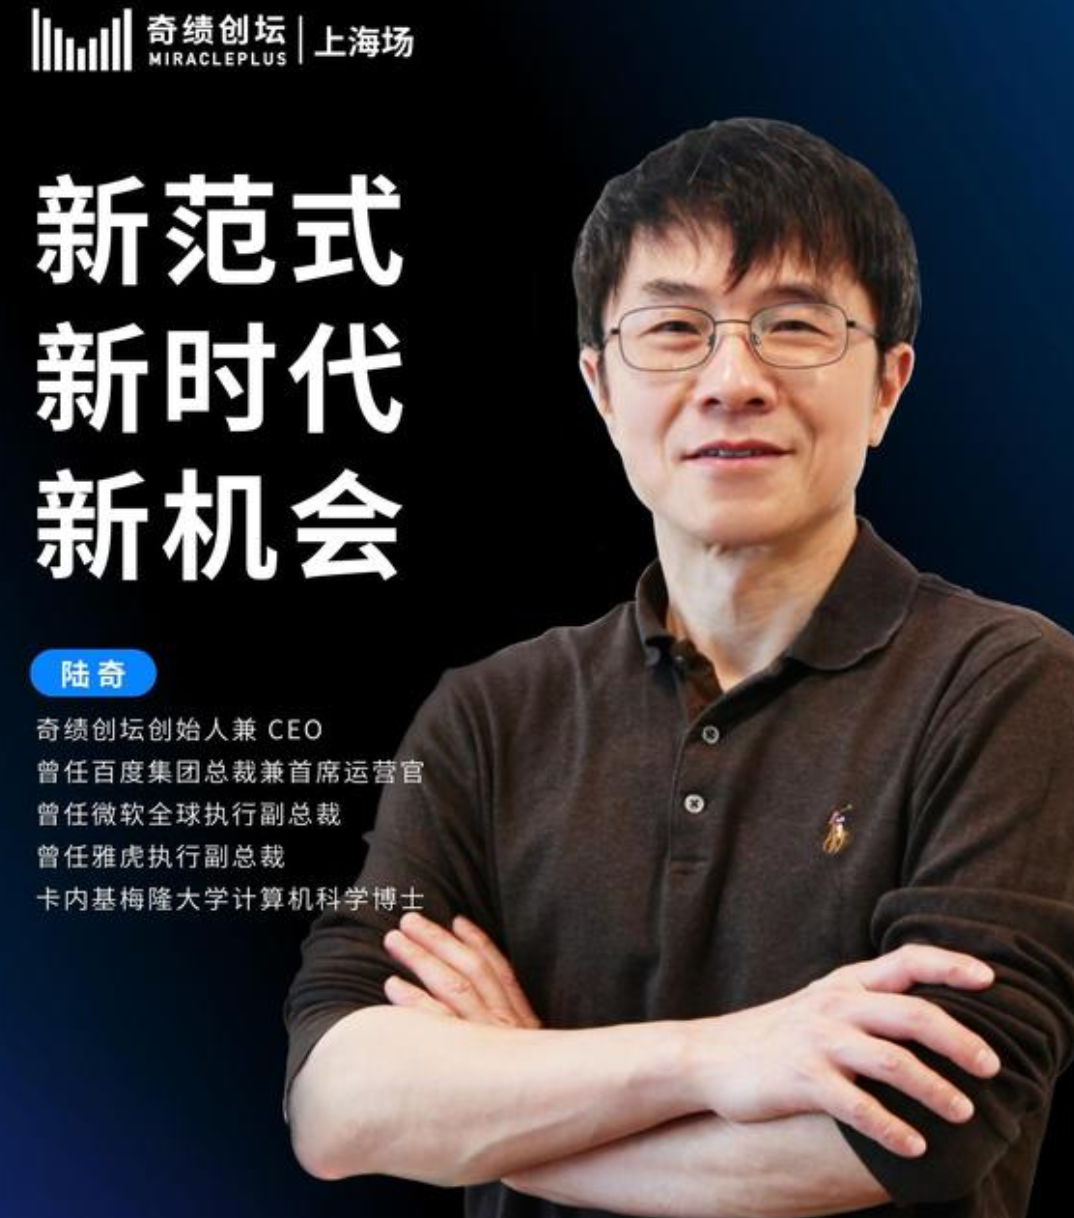 奇绩创坛 | 上海场
MIRACLEPLUS
新范式
新时代
新机会
陆奇
奇绩创坛创始人兼 CEO
曾任百度集团总裁兼首席运营官
曾任微软全球执行副总裁
曾任雅虎执行副总裁
卡内基梅隆大学计算机科学博士